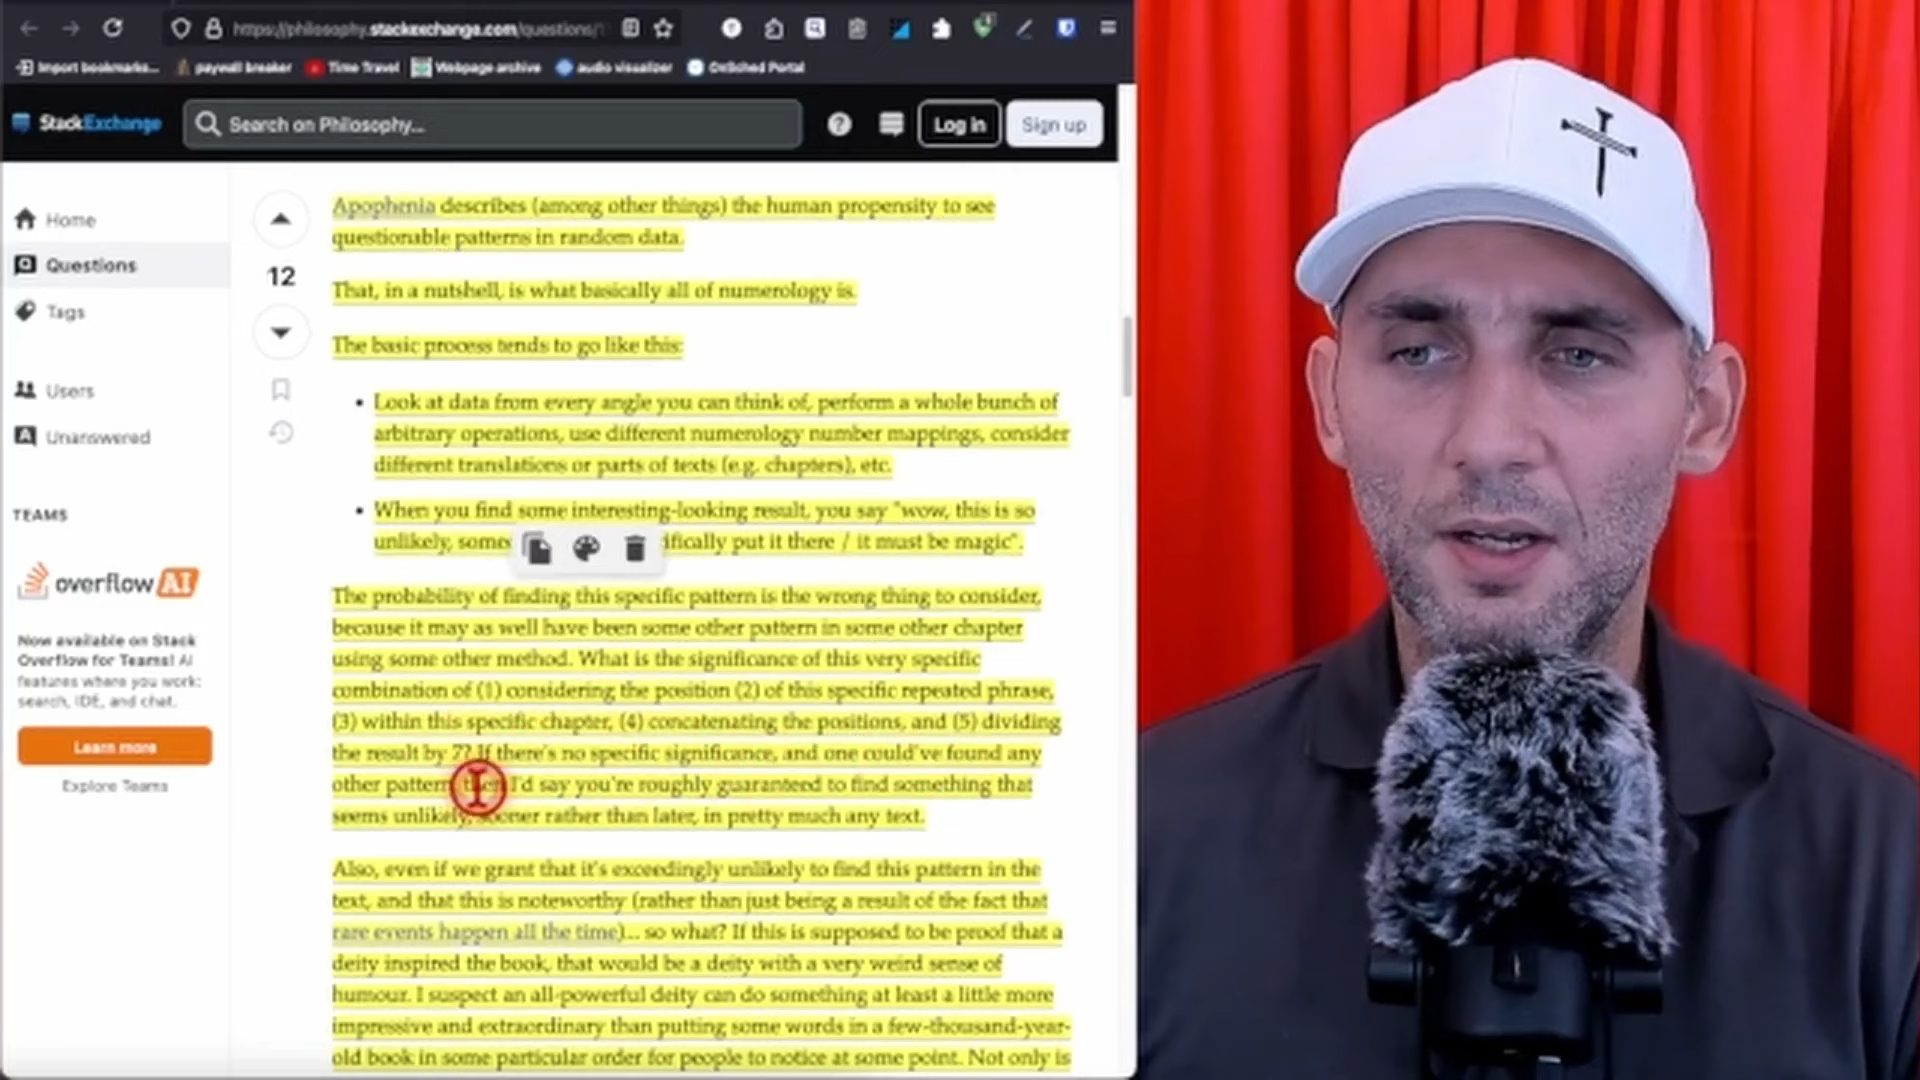 https://philosophy.stackexchange.com/questions/1
Import bookmarks... paywall breaker Time Travel Webpage archive audio visualizer OnSched Portal
StackExchange Search on Philosophy... Log in Sign up
Home
Questions
Tags
Users
Unanswered
TEAMS
overflow AI
Now available on Stack
Overflow for Teams! AI
features where you work:
search, IDE, and chat.
Learn more
Explore Teams
12
Apophenia describes (among other things) the human propensity to see
questionable patterns in random data.
That, in a nutshell, is what basically all of numerology is.
The basic process tends to go like this:
• Look at data from every angle you can think of, perform a whole bunch of
arbitrary operations, use different numerology number mappings, consider
different translations or parts of texts (e.g. chapters), etc.
• When you find some interesting-looking result, you say "wow, this is so
unlikely, it there / it must be magic".
The probability of finding this specific pattern is the wrong thing to consider,
because it may as well have been some other pattern in some other chapter
using some other method. What is the significance of this very specific
combination of (1) considering the position (2) of this specific repeated phrase,
(3) within this specific chapter, (4) concatenating the positions, and (5) dividing
the result by 7? If there's no specific significance, and one could've found any
other pattern, then I'd say you're roughly guaranteed to find something that
seems unlikely, sooner rather than later, in pretty much any text.
Also, even if we grant that it's exceedingly unlikely to find this pattern in the
text, and that this is noteworthy (rather than just being a result of the fact that
rare events happen all the time)... so what? If this is supposed to be proof that a
deity inspired the book, that would be a deity with a very weird sense of
humour. I suspect an all-powerful deity can do something at least a little more
impressive and extraordinary than putting some words in a few-thousand-year-
old book in some particular order for people to notice at some point. Not only is